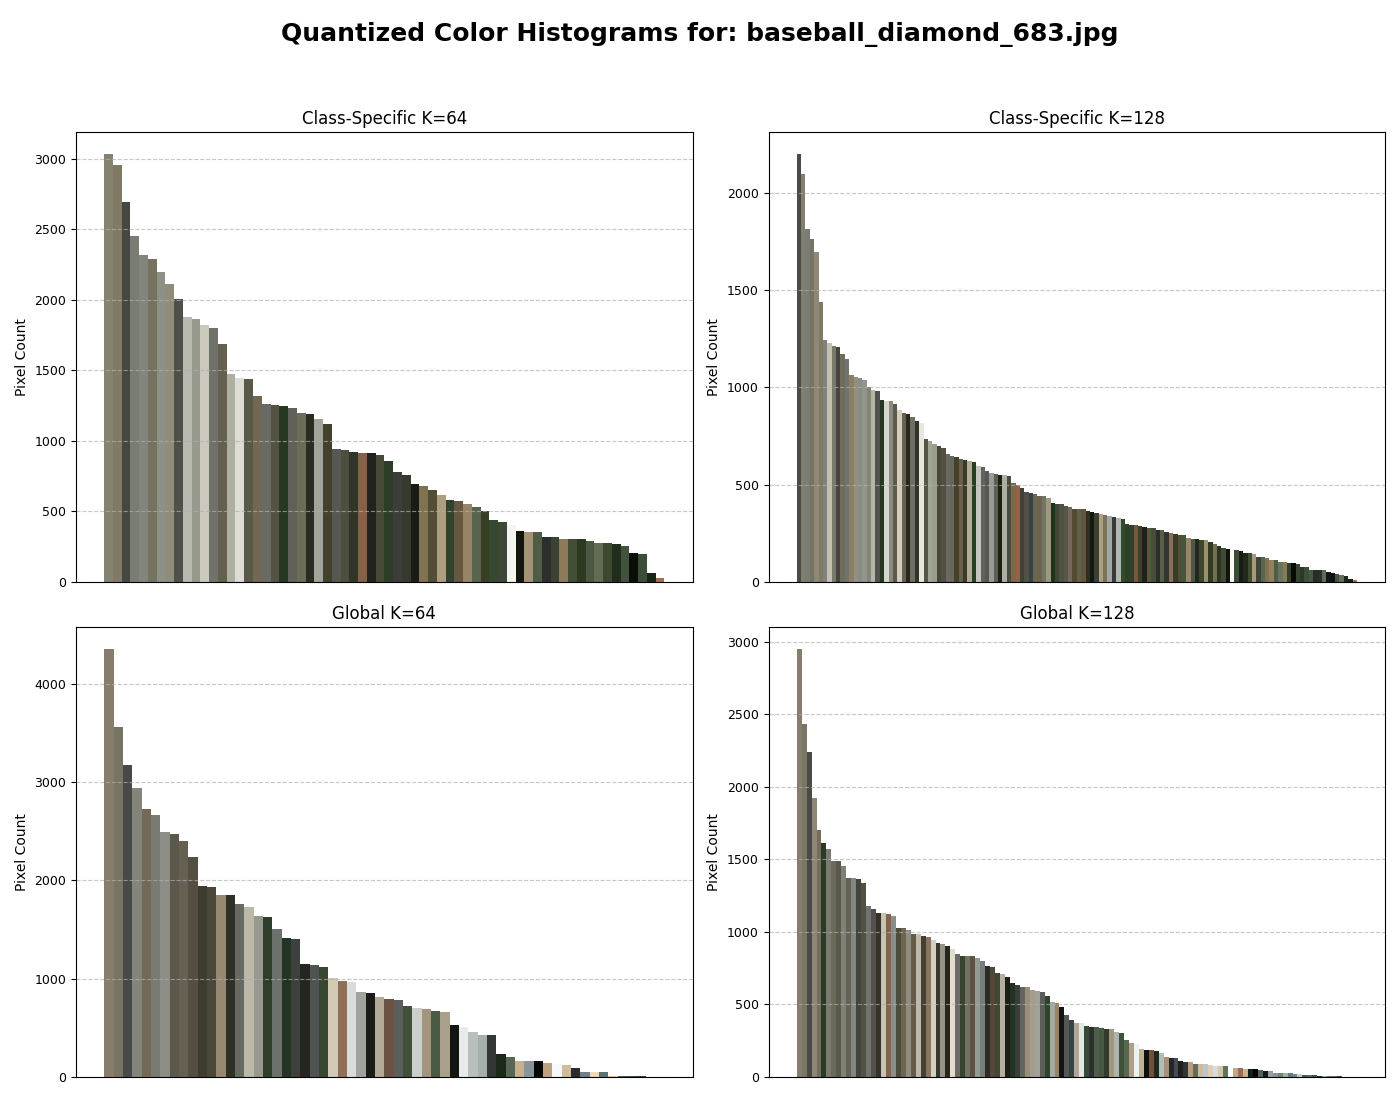 Quantized Color Histograms for: baseball_diamond_683.jpg
Class-Specific K=64
Pixel Count
3000
2500
2000
1500
1000
500
0
Class-Specific K=128
Pixel Count
2000
1500
1000
500
0
Global K=64
Pixel Count
4000
3000
2000
1000
0
Global K=128
Pixel Count
3000
2500
2000
1500
1000
500
0